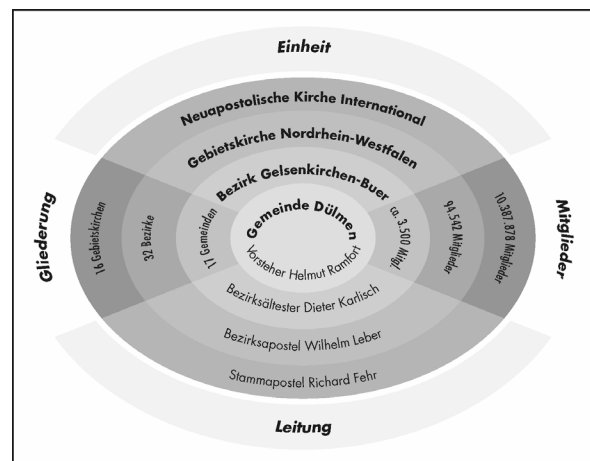 Einheit
Neuapostolische Kirche International
Gebietskirche Nordrhein-Westfalen
Bezirk Gelsenkirchen-Buer
Gemeinde Dülmen
Gliederung
16 Gebietskirchen
32 Bezirke
17 Gemeinden
ca. 3.500 Mitgl.
94.542 Mitglieder
10.387.878 Mitglieder
Mitglieder
Vorsteher Helmut Ramfort
Bezirksältester Dieter Karlisch
Bezirksapostel Wilhelm Leber
Stammapostel Richard Fehr
Leitung